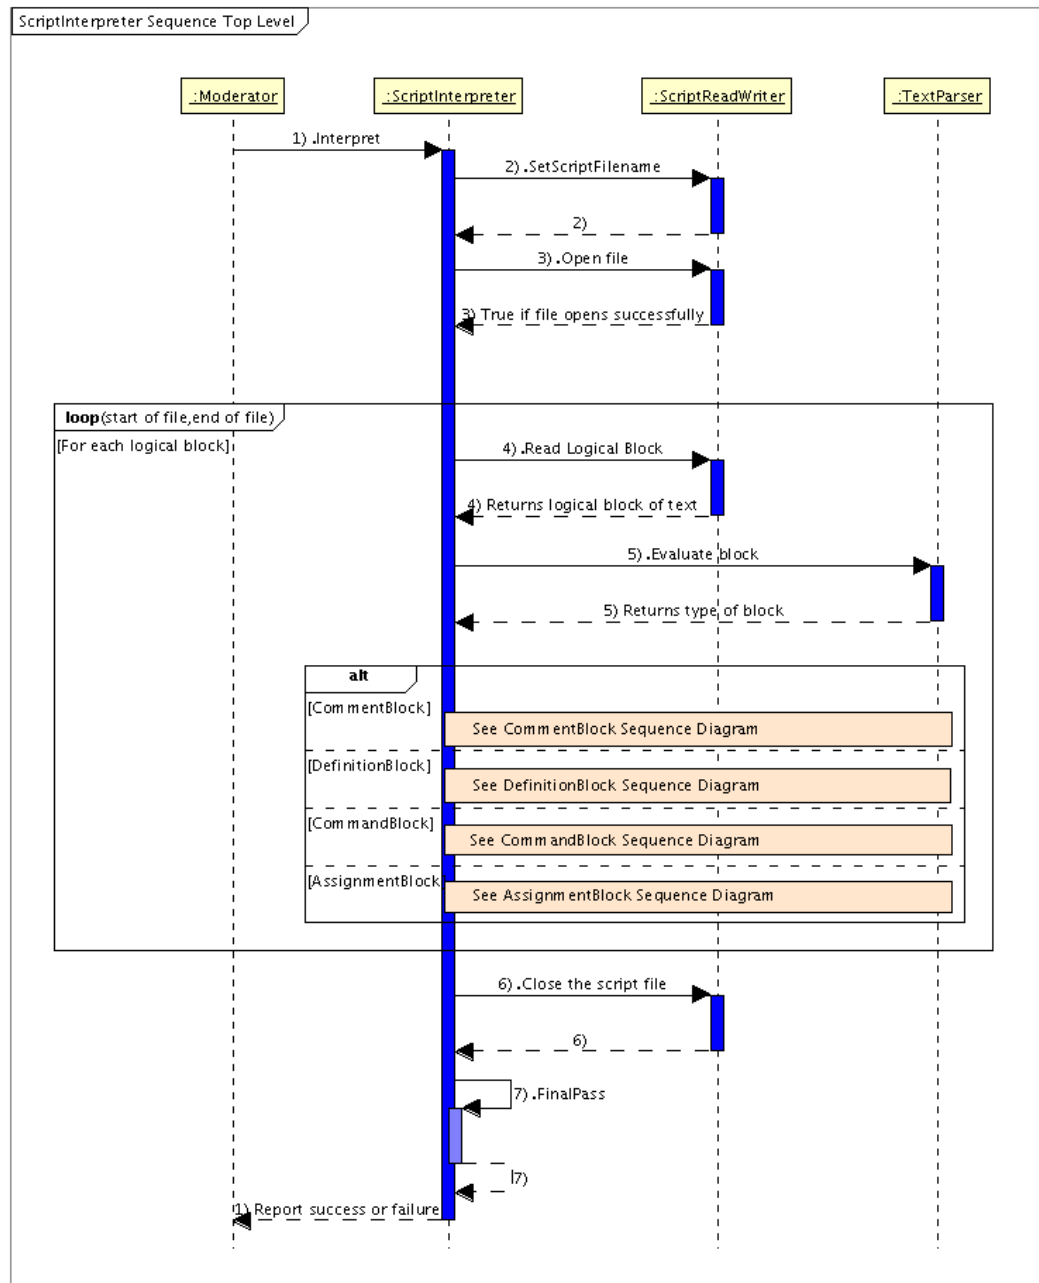 ScriptInterpreter Sequence Top Level
:Moderator
:ScriptInterpreter
:ScriptReadWriter
:TextParser
1) .Interpret
2) .SetScriptFilename
2)
3) .Open file
3) True if file opens successfully
loop(start of file,end of file)
[For each logical block]
4) .Read Logical Block
4) Returns logical block of text
5) .Evaluate block
5) Returns type of block
alt
[CommentBlock]
See CommentBlock Sequence Diagram
[DefinitionBlock]
See DefinitionBlock Sequence Diagram
[CommandBlock]
See CommandBlock Sequence Diagram
[AssignmentBlock]
See AssignmentBlock Sequence Diagram
6) .Close the script file
6)
7) .FinalPass
7)
1) Report success or failure